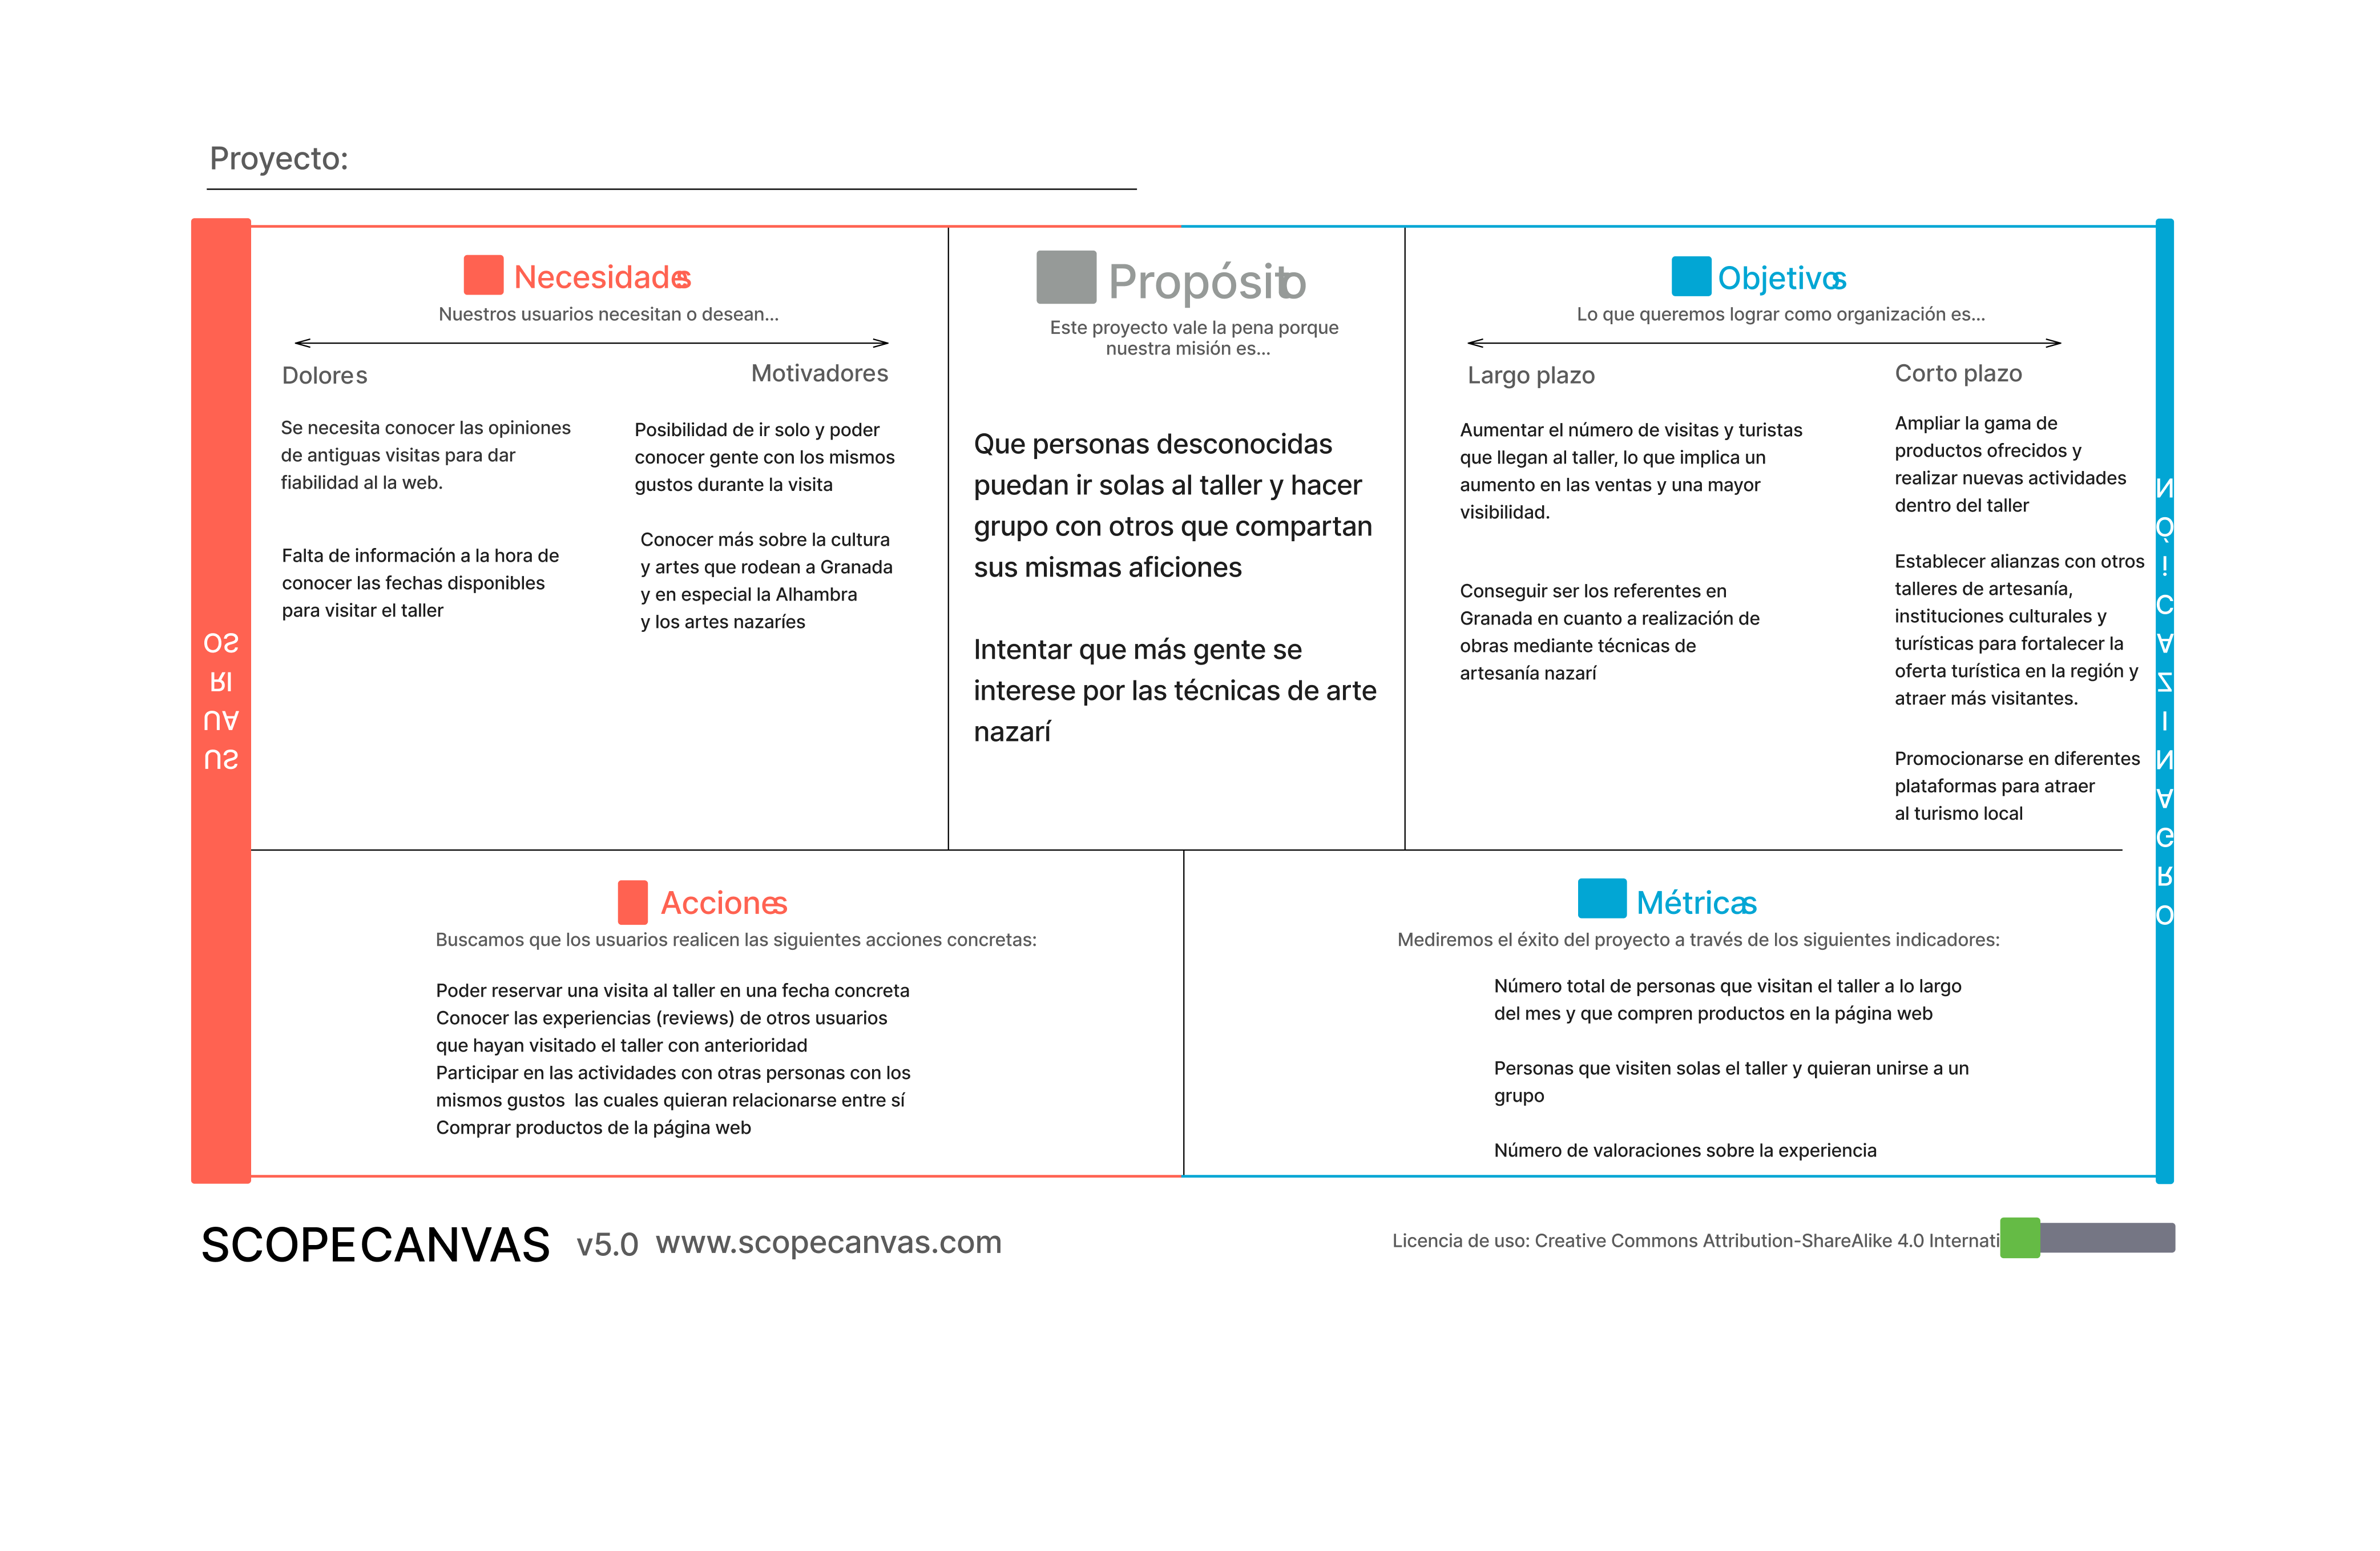 Proyecto:
Necesidades
Nuestros usuarios necesitan o desean...
Dolores
Motivadores
Se necesita conocer las opiniones
de antiguas visitas para dar
fiabilidad al la web.
Falta de información a la hora de
conocer las fechas disponibles
para visitar el taller
Posibilidad de ir solo y poder
conocer gente con los mismos
gustos durante la visita
Conocer más sobre la cultura
y artes que rodean a Granada
y en especial la Alhambra
y los artes nazaríes
Propósito
Este proyecto vale la pena porque
nuestra misión es...
Que personas desconocidas
puedan ir solas al taller y hacer
grupo con otros que compartan
sus mismas aficiones
Intentar que más gente se
interese por las técnicas de arte
nazarí
Objetivos
Lo que queremos lograr como organización es...
Largo plazo
Corto plazo
Aumentar el número de visitas y turistas
que llegan al taller, lo que implica un
aumento en las ventas y una mayor
visibilidad.
Conseguir ser los referentes en
Granada en cuanto a realización de
obras mediante técnicas de
artesanía nazarí
Ampliar la gama de
productos ofrecidos y
realizar nuevas actividades
dentro del taller
Establecer alianzas con otros
talleres de artesanía,
instituciones culturales y
turísticas para fortalecer la
oferta turística en la región y
atraer más visitantes.
Promocionarse en diferentes
plataformas para atraer
al turismo local
USUARIOS
ORGANIZACIÓN
Acciones
Buscamos que los usuarios realicen las siguientes acciones concretas:
Poder reservar una visita al taller en una fecha concreta
Conocer las experiencias (reviews) de otros usuarios
que hayan visitado el taller con anterioridad
Participar en las actividades con otras personas con los
mismos gustos  las cuales quieran relacionarse entre sí
Comprar productos de la página web
Métricas
Mediremos el éxito del proyecto a través de los siguientes indicadores:
Número total de personas que visitan el taller a lo largo
del mes y que compren productos en la página web
Personas que visiten solas el taller y quieran unirse a un
grupo
Número de valoraciones sobre la experiencia
SCOPECANVAS v5.0 www.scopecanvas.com
Licencia de uso: Creative Commons Attribution-ShareAlike 4.0 Internati